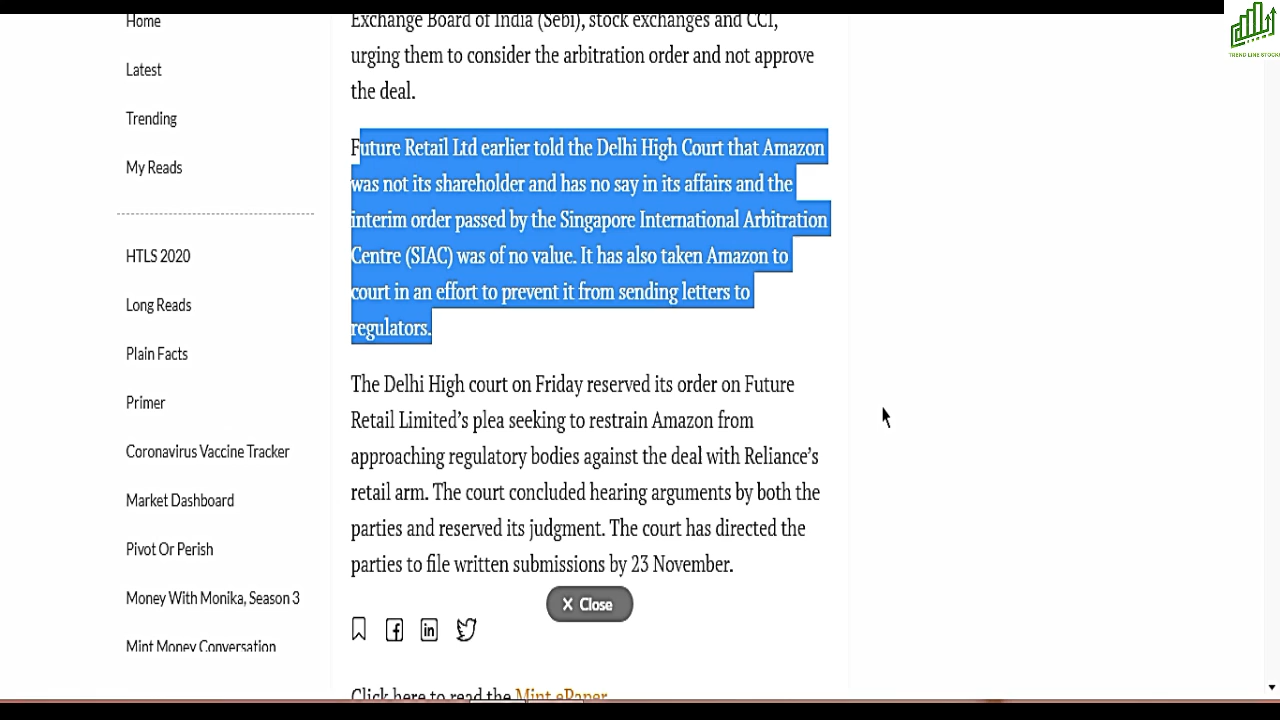 TREND LINE STOCKS
Home
Latest
Trending
My Reads
HTLS 2020
Long Reads
Plain Facts
Primer
Coronavirus Vaccine Tracker
Market Dashboard
Pivot Or Perish
Money With Monika, Season 3
Mint Money Conversation
Exchange Board of India (Sebi), stock exchanges and CCI,
urging them to consider the arbitration order and not approve
the deal.
Future Retail Ltd earlier told the Delhi High Court that Amazon
was not its shareholder and has no say in its affairs and the
interim order passed by the Singapore International Arbitration
Centre (SIAC) was of no value. It has also taken Amazon to
court in an effort to prevent it from sending letters to
regulators.
The Delhi High court on Friday reserved its order on Future
Retail Limited’s plea seeking to restrain Amazon from
approaching regulatory bodies against the deal with Reliance’s
retail arm. The court concluded hearing arguments by both the
parties and reserved its judgment. The court has directed the
parties to file written submissions by 23 November.
X Close
Click here to read the Mint ePaper